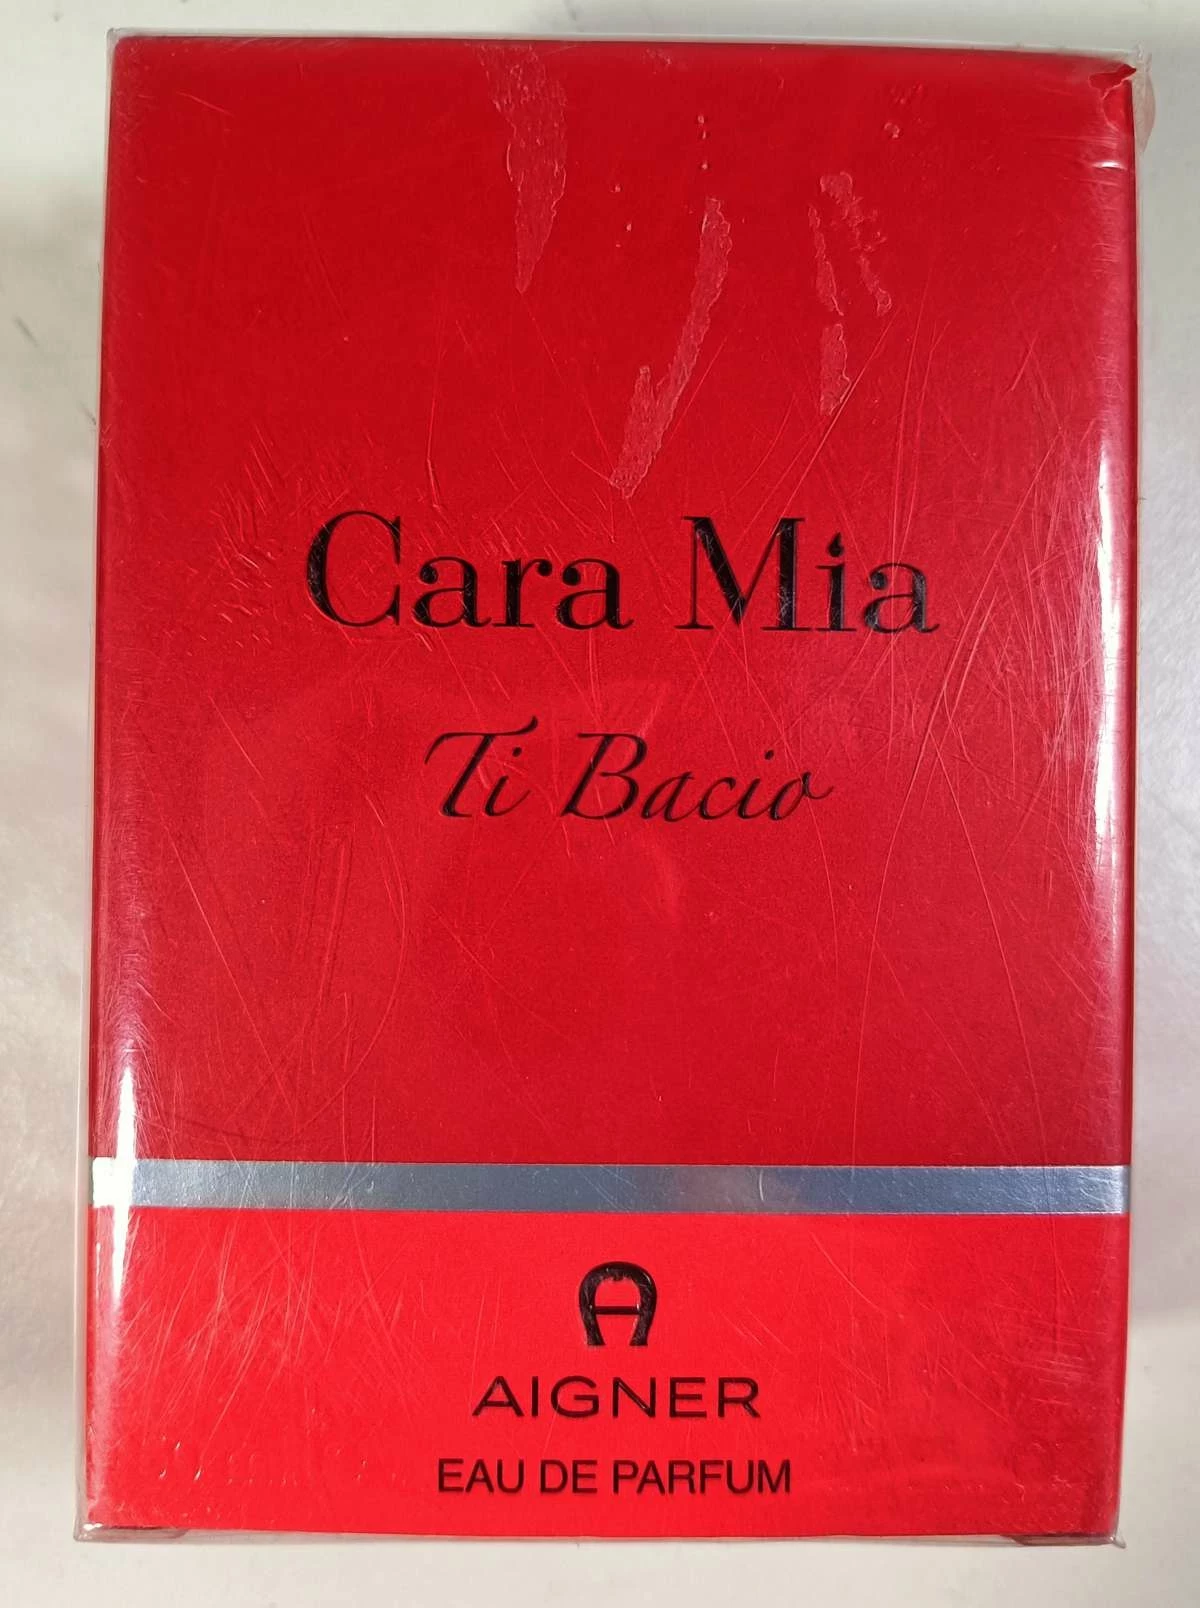 Cara Mia
Ti Bacio
AIGNER
EAU DE PARFUM